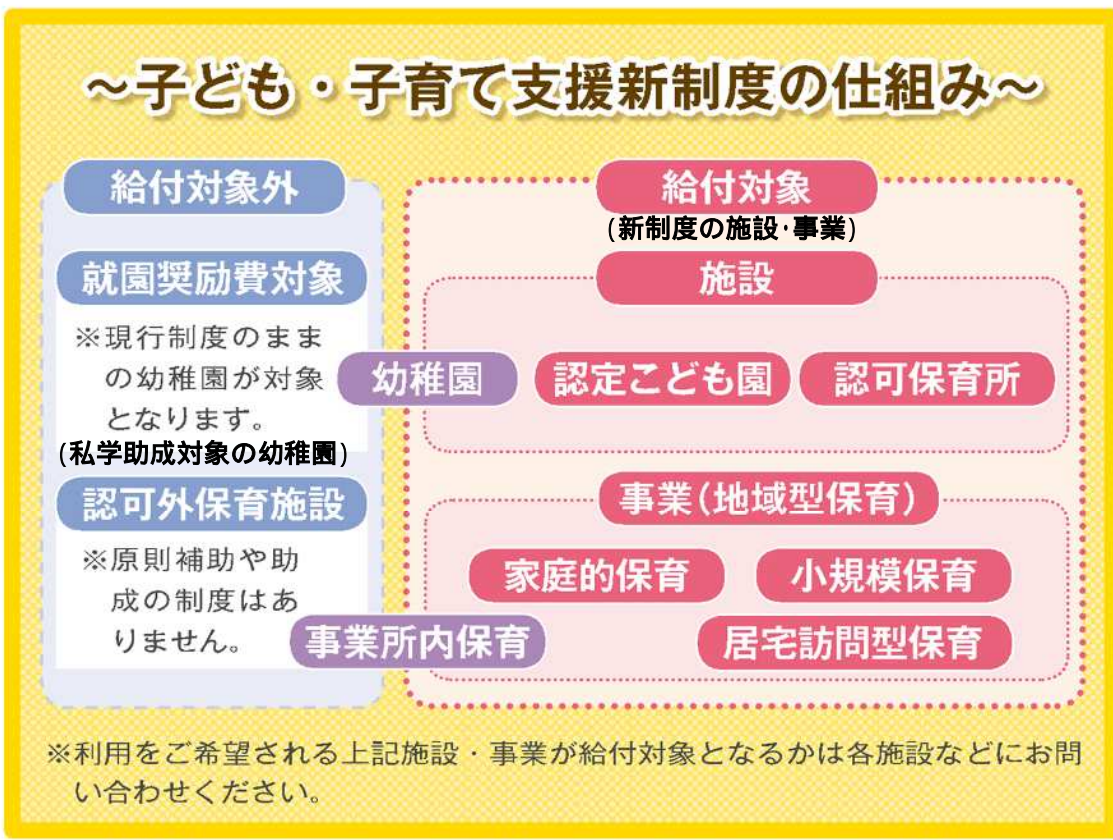 ～子ども・子育て支援新制度の仕組み～
給付対象外
就園奨励費対象
※現行制度のまま
の幼稚園が対象
となります。
(私学助成対象の幼稚園)
認可外保育施設
※原則補助や助
成の制度はあ
りません。
給付対象
(新制度の施設･事業)
施設
幼稚園
認定こども園
認可保育所
事業(地域型保育)
家庭的保育
小規模保育
事業所内保育
居宅訪問型保育
※利用をご希望される上記施設・事業が給付対象となるかは各施設などにお問
い合わせください。